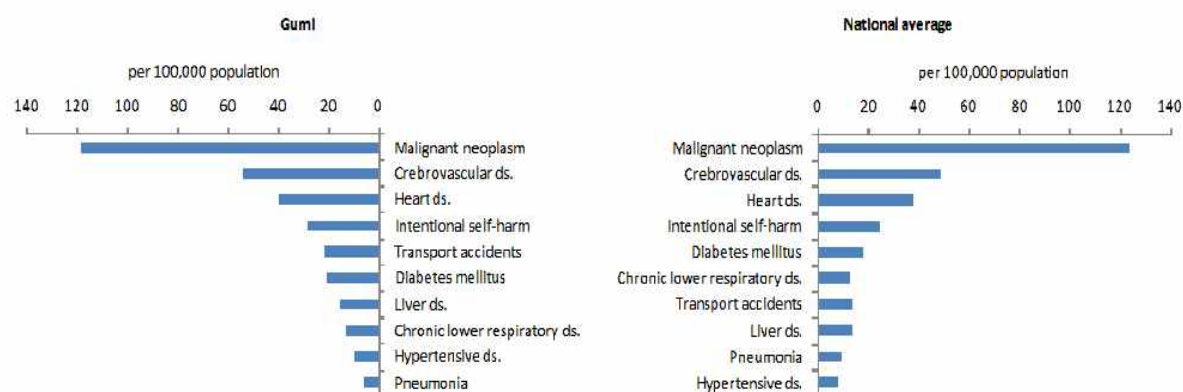 Gumi
per 100,000 population
140 120 100 80 60 40 20 0
Malignant neoplasm
Crebrovascular ds.
Heart ds.
Intentional self-harm
Transport accidents
Diabetes mellitus
Liver ds.
Chronic lower respiratory ds.
Hypertensive ds.
Pneumonia
National average
per 100,000 population
0 20 40 60 80 100 120 140
Malignant neoplasm
Crebrovascular ds.
Heart ds.
Intentional self-harm
Diabetes mellitus
Chronic lower respiratory ds.
Transport accidents
Liver ds.
Pneumonia
Hypertensive ds.